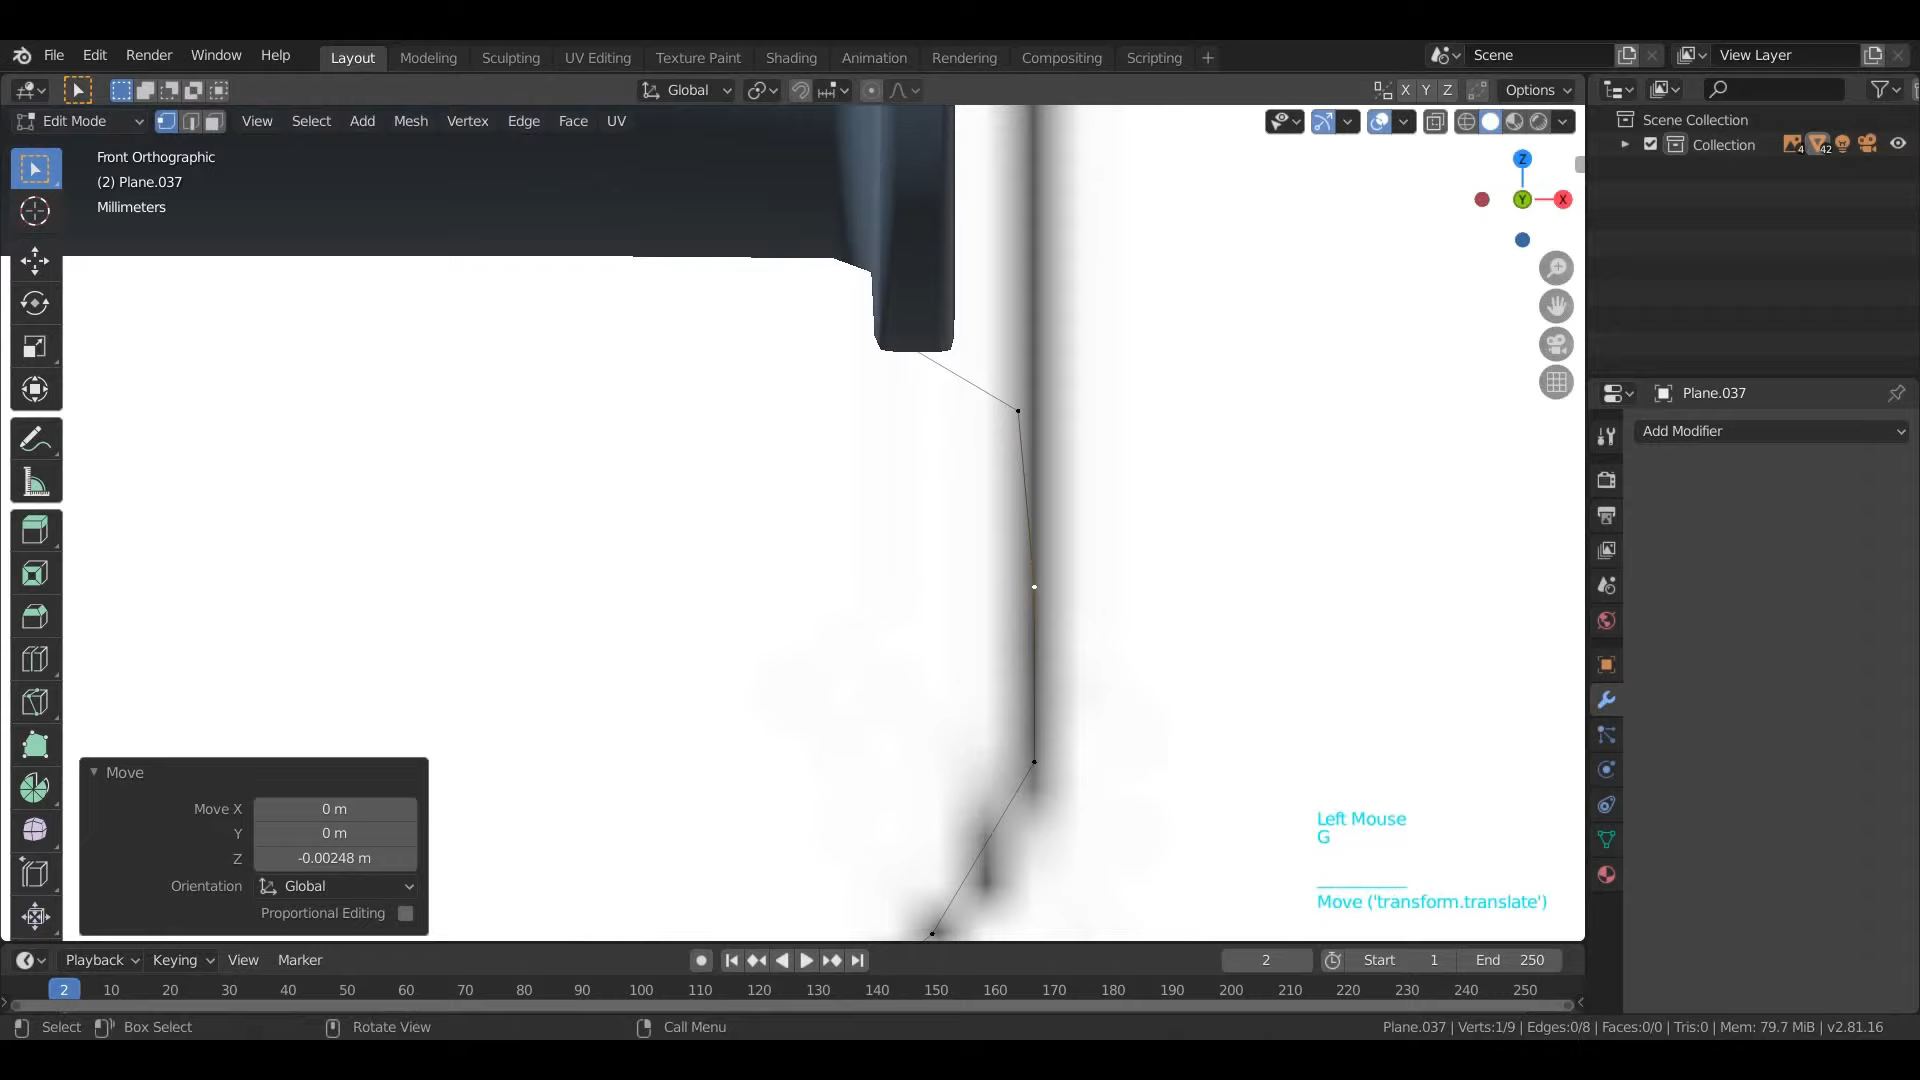 File Edit Render Window Help Layout Modeling Sculpting UV Editing Texture Paint Shading Animation Rendering Compositing Scripting + Scene View Layer
Global X Y Z Options
Edit Mode View Select Add Mesh Vertex Edge Face UV
Scene Collection
Collection 4 42
Front Orthographic
(2) Plane.037
Millimeters
Z
Y X
Plane.037
Add Modifier
Move
Move X 0 m
Y 0 m
Z -0.00248 m
Orientation Global
Proportional Editing
Left Mouse
G
Move ('transform.translate')
Playback Keying View Marker 2 Start 1 End 250
2 10 20 30 40 50 60 70 80 90 100 110 120 130 140 150 160 170 180 190 200 210 220 230 240 250
Select Box Select Rotate View Call Menu Plane.037 | Verts:1/9 | Edges:0/8 | Faces:0/0 | Tris:0 | Mem: 79.7 MiB | v2.81.16